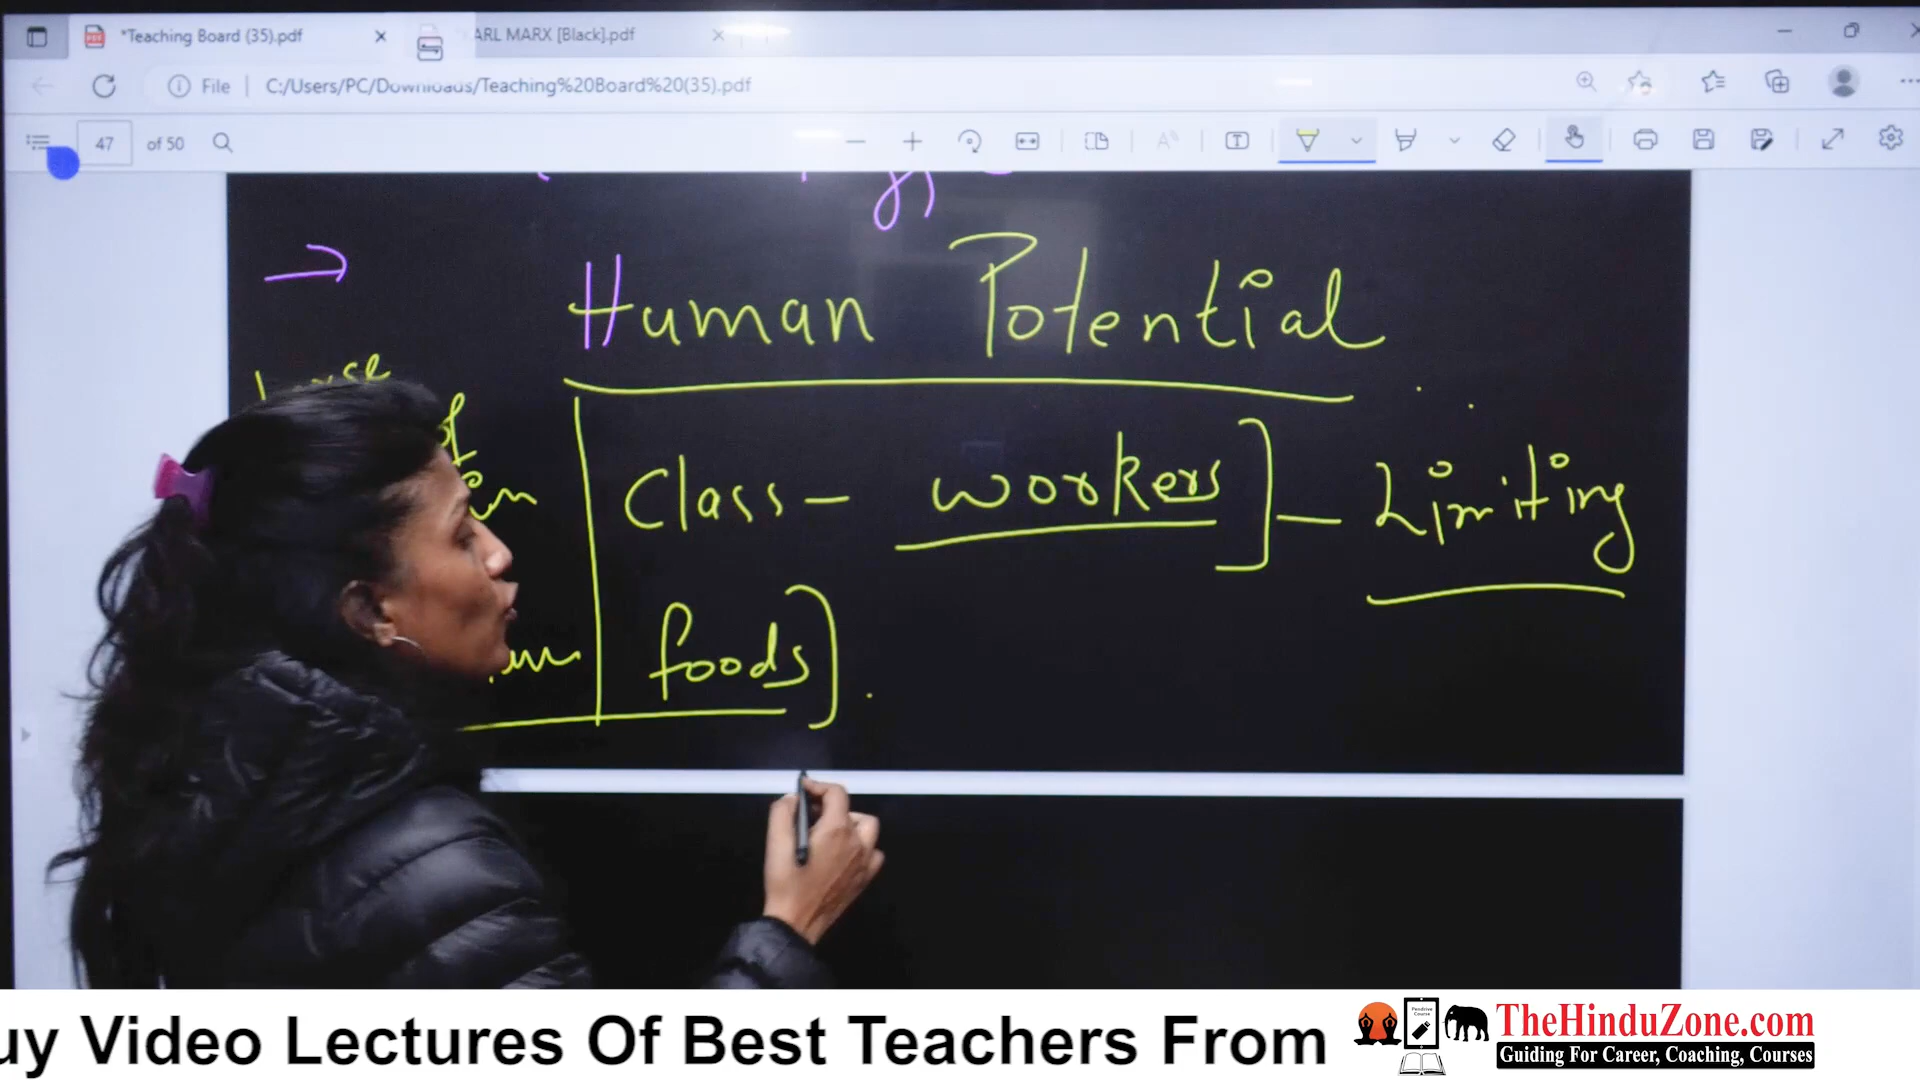 *Teaching Board (35).pdf
ARL MARX [Black].pdf
File C:/Users/PC/Downloads/Teaching%20Board%20(35).pdf
47 of 50
→ Human Potential
of
Class – workers] – Limiting
foods]
uy Video Lectures Of Best Teachers From
TheHinduZone.com
Guiding For Career, Coaching, Courses